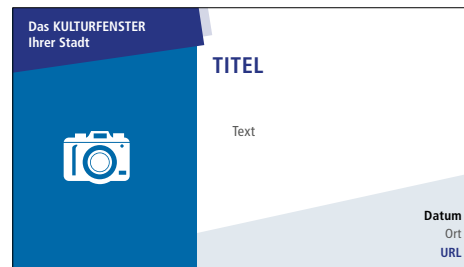 Das KULTURFENSTER
Ihrer Stadt
TITEL
Text
Datum
Ort
URL